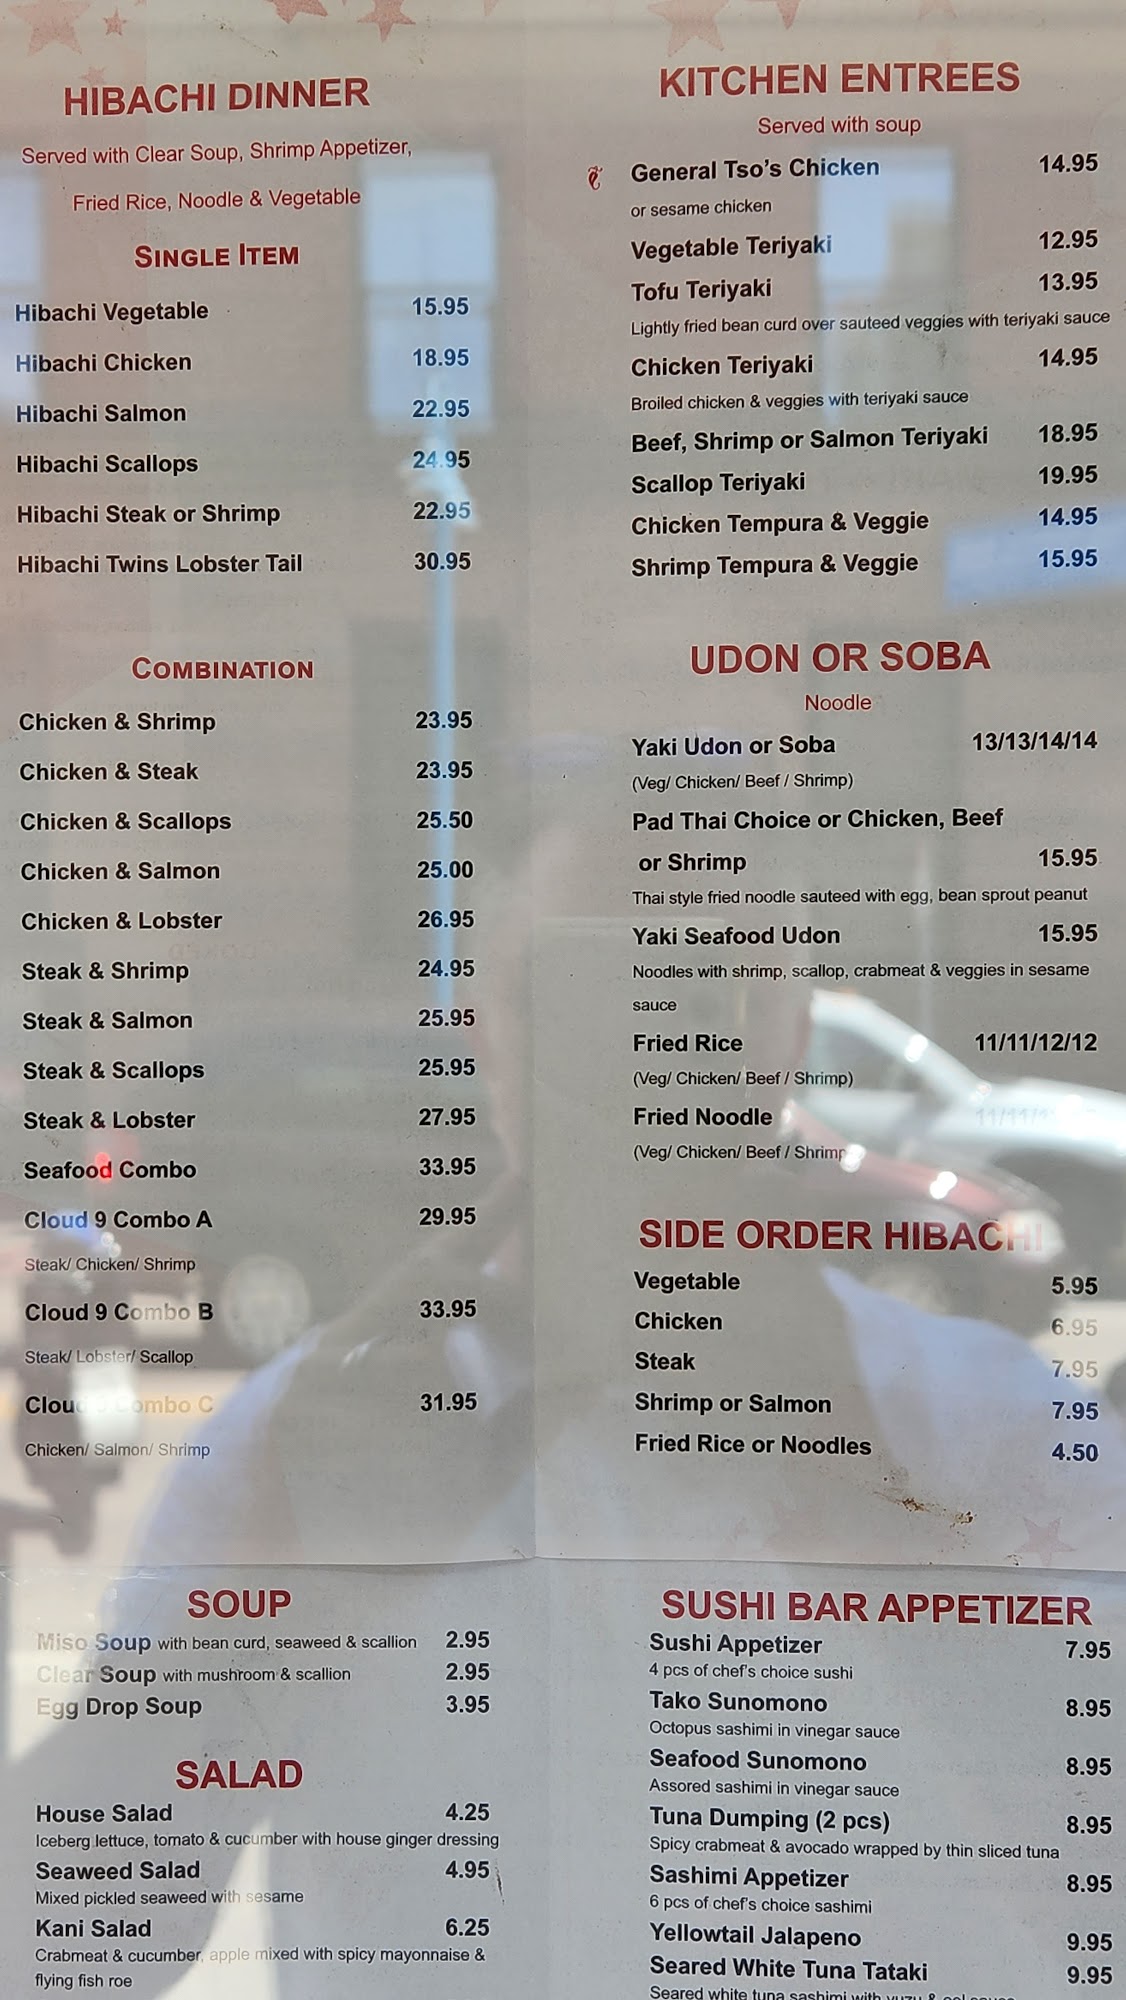 HIBACHI DINNER
Served with Clear Soup, Shrimp Appetizer,
Fried Rice, Noodle & Vegetable
SINGLE ITEM
Hibachi Vegetable 15.95
Hibachi Chicken 18.95
Hibachi Salmon 22.95
Hibachi Scallops 24.95
Hibachi Steak or Shrimp 22.95
Hibachi Twins Lobster Tail 30.95
COMBINATION
Chicken & Shrimp 23.95
Chicken & Steak 23.95
Chicken & Scallops 25.50
Chicken & Salmon 25.00
Chicken & Lobster 26.95
Steak & Shrimp 24.95
Steak & Salmon 25.95
Steak & Scallops 25.95
Steak & Lobster 27.95
Seafood Combo 33.95
Cloud 9 Combo A 29.95
Steak/ Chicken/ Shrimp
Cloud 9 Combo B 33.95
Steak/ Lobster/ Scallop
Cloud 9 Combo C 31.95
Chicken/ Salmon/ Shrimp
SOUP
Miso Soup with bean curd, seaweed & scallion 2.95
Clear Soup with mushroom & scallion 2.95
Egg Drop Soup 3.95
SALAD
House Salad 4.25
Iceberg lettuce, tomato & cucumber with house ginger dressing
Seaweed Salad 4.95
Mixed pickled seaweed with sesame
Kani Salad 6.25
Crabmeat & cucumber, apple mixed with spicy mayonnaise &
flying fish roe
KITCHEN ENTREES
Served with soup
General Tso's Chicken 14.95
or sesame chicken
Vegetable Teriyaki 12.95
Tofu Teriyaki 13.95
Lightly fried bean curd over sauteed veggies with teriyaki sauce
Chicken Teriyaki 14.95
Broiled chicken & veggies with teriyaki sauce
Beef, Shrimp or Salmon Teriyaki 18.95
Scallop Teriyaki 19.95
Chicken Tempura & Veggie 14.95
Shrimp Tempura & Veggie 15.95
UDON OR SOBA
Noodle
Yaki Udon or Soba 13/13/14/14
(Veg/ Chicken/ Beef / Shrimp)
Pad Thai Choice or Chicken, Beef
or Shrimp 15.95
Thai style fried noodle sauteed with egg, bean sprout peanut
Yaki Seafood Udon 15.95
Noodles with shrimp, scallop, crabmeat & veggies in sesame
sauce
Fried Rice 11/11/12/12
(Veg/ Chicken/ Beef / Shrimp)
Fried Noodle
(Veg/ Chicken/ Beef / Shrimp
SIDE ORDER HIBACHI
Vegetable 5.95
Chicken 6.95
Steak 7.95
Shrimp or Salmon 7.95
Fried Rice or Noodles 4.50
SUSHI BAR APPETIZER
Sushi Appetizer 7.95
4 pcs of chef's choice sushi
Tako Sunomono 8.95
Octopus sashimi in vinegar sauce
Seafood Sunomono 8.95
Assored sashimi in vinegar sauce
Tuna Dumping (2 pcs) 8.95
Spicy crabmeat & avocado wrapped by thin sliced tuna
Sashimi Appetizer 8.95
6 pcs of chef's choice sashimi
Yellowtail Jalapeno 9.95
Seared White Tuna Tataki 9.95
Seared white tuna sashimi with yuzu &